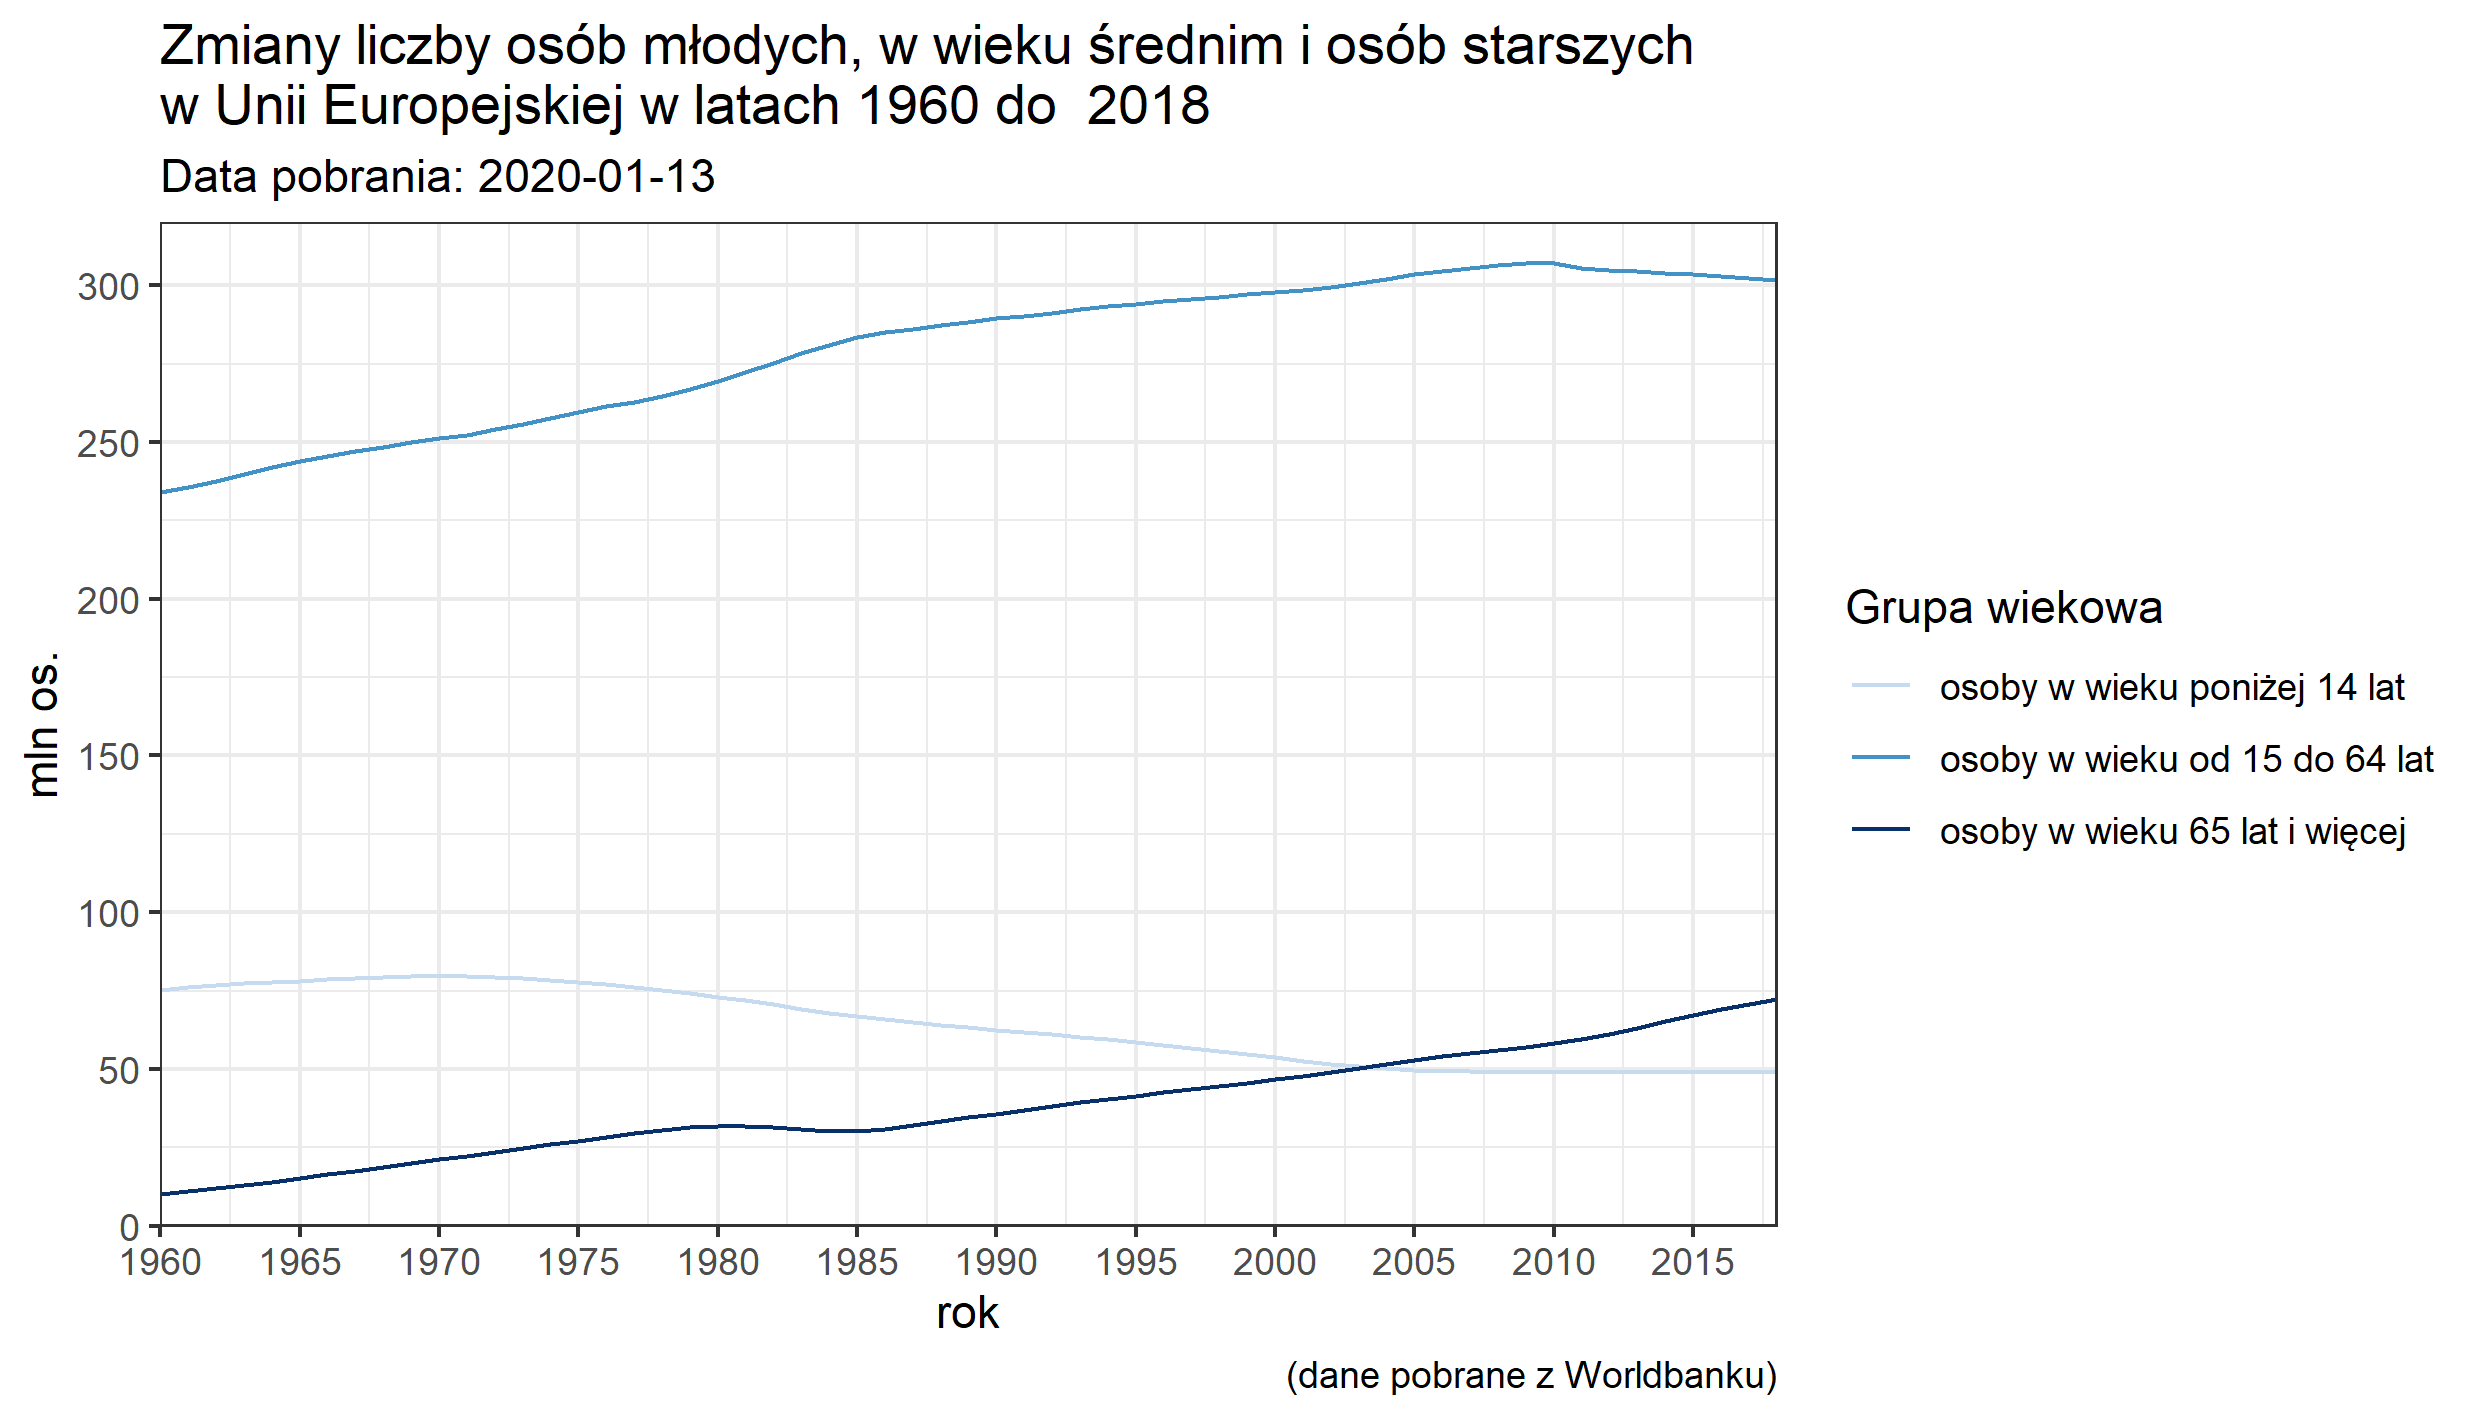 Zmiany liczby osób młodych, w wieku średnim i osób starszych
w Unii Europejskiej w latach 1960 do  2018
Data pobrania: 2020-01-13
300
250
200
150
100
50
0
mln os.
1960 1965 1970 1975 1980 1985 1990 1995 2000 2005 2010 2015
rok
Grupa wiekowa
osoby w wieku poniżej 14 lat
osoby w wieku od 15 do 64 lat
osoby w wieku 65 lat i więcej
(dane pobrane z Worldbanku)